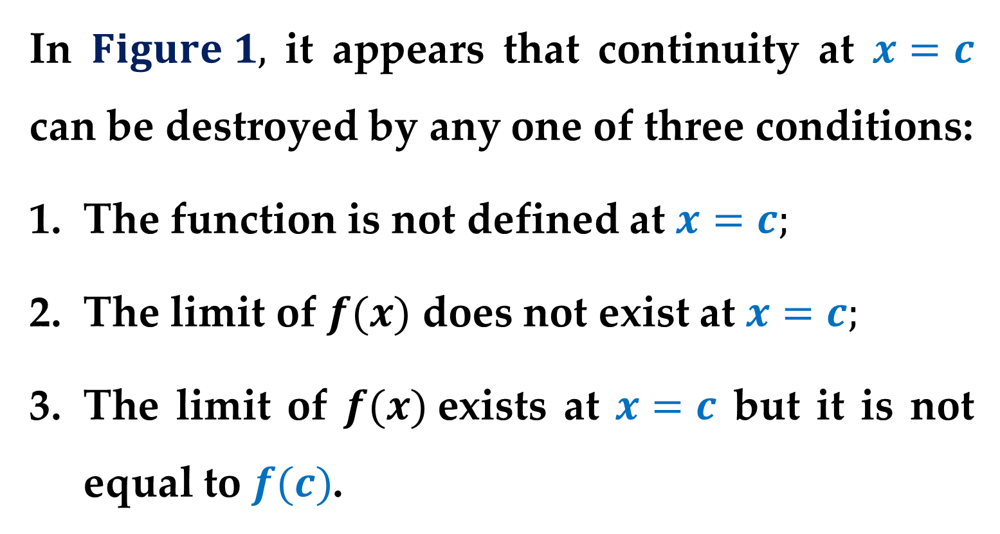 In Figure 1, it appears that continuity at x = c
can be destroyed by any one of three conditions:
1. The function is not defined at x = c;
2. The limit of f(x) does not exist at x = c;
3. The limit of f(x) exists at x = c but it is not
equal to f(c).